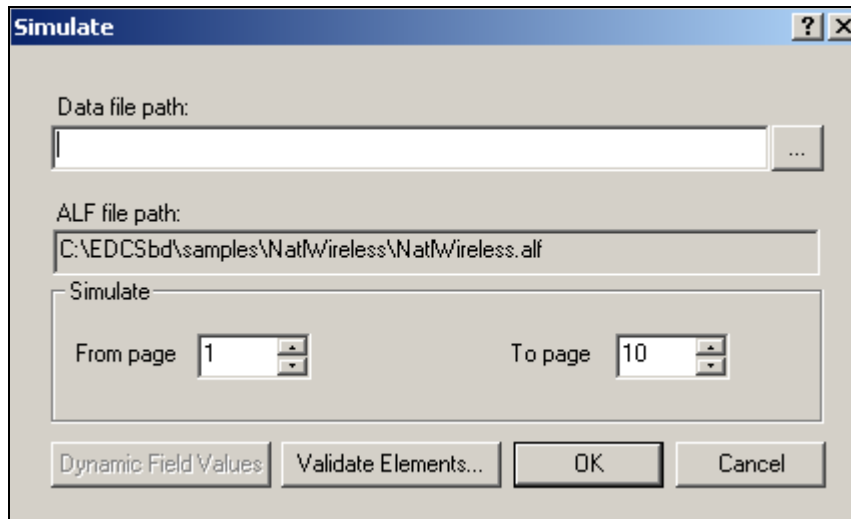 Simulate
Data file path:
...
ALF file path:
C:\EDCSbd\samples\NatlWireless\NatlWireless.alf
Simulate
From page 1 To page 10
Dynamic Field Values Validate Elements... OK Cancel